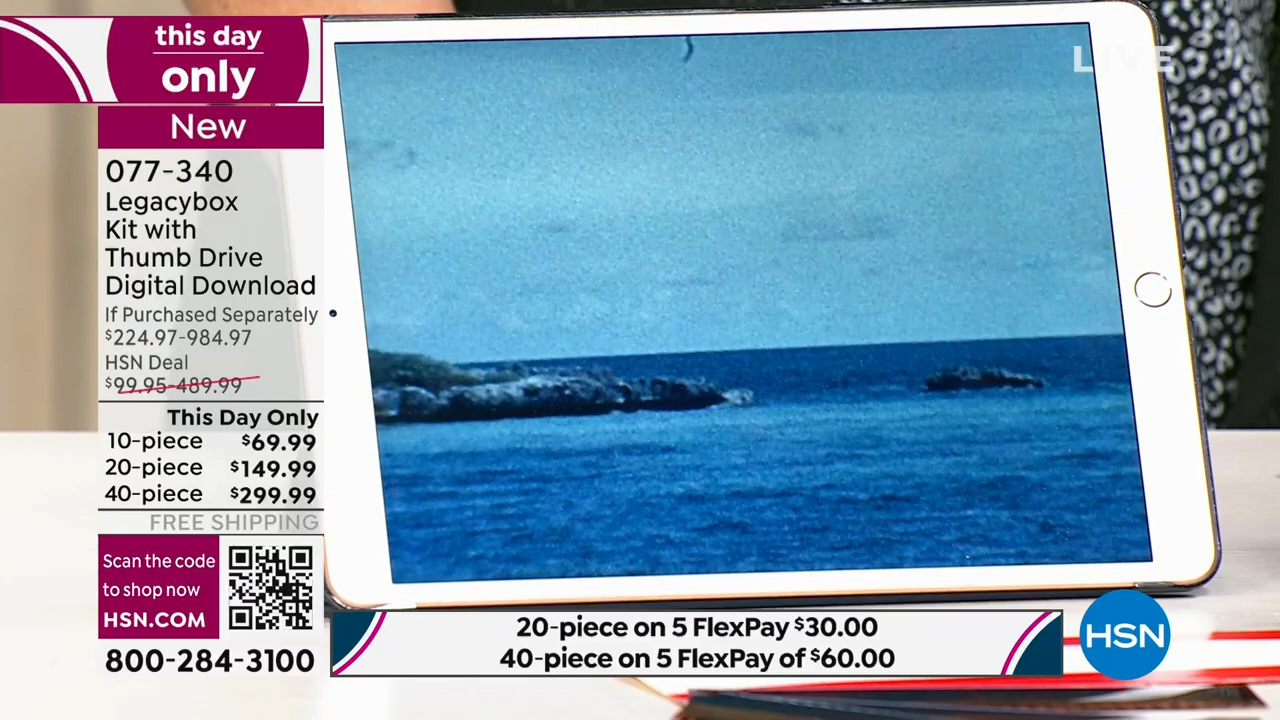 this day
only
New
077-340
Legacybox
Kit with
Thumb Drive
Digital Download
If Purchased Separately
$224.97-984.97
HSN Deal
$99.95-489.99
This Day Only
10-piece $69.99
20-piece $149.99
40-piece $299.99
FREE SHIPPING
Scan the code
to shop now
HSN.COM
800-284-3100
LIVE
20-piece on 5 FlexPay $30.00
40-piece on 5 FlexPay of $60.00
HSN